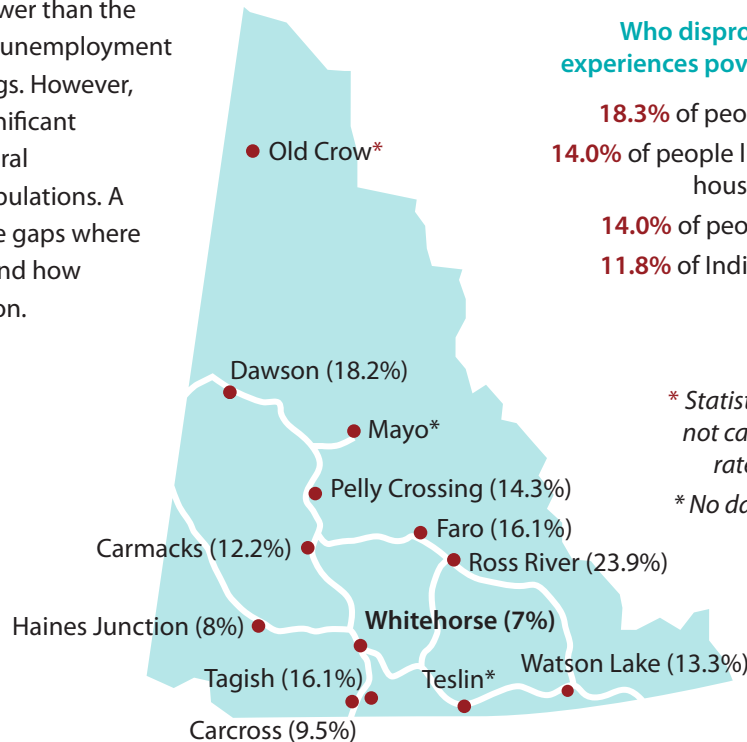 wer than the
unemployment
gs. However,
nificant
ral
pulations. A
e gaps where
nd how
on.
Who dispro
experiences pov
18.3% of peo
14.0% of people l
hous
14.0% of peo
11.8% of Indi
* Statist
not ca
rate
* No da
Old Crow*
Dawson (18.2%)
Mayo*
Pelly Crossing (14.3%)
Faro (16.1%)
Carmacks (12.2%)
Ross River (23.9%)
Haines Junction (8%)
Whitehorse (7%)
Tagish (16.1%)
Teslin*
Watson Lake (13.3%)
Carcross (9.5%)